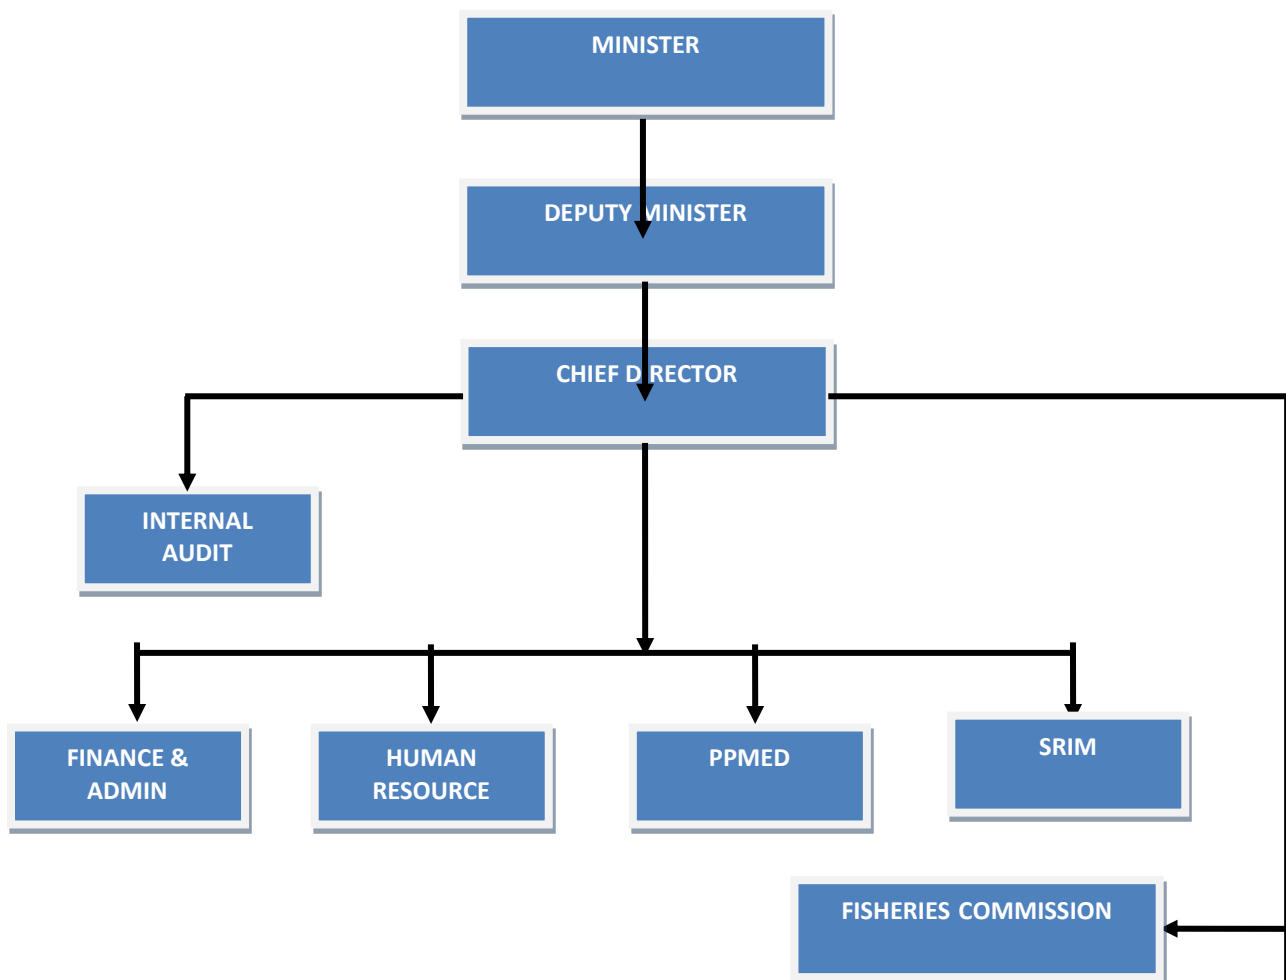 MINISTER
DEPUTY MINISTER
CHIEF DIRECTOR
INTERNAL
AUDIT
FINANCE &
ADMIN
HUMAN
RESOURCE
PPMED
SRIM
FISHERIES COMMISSION